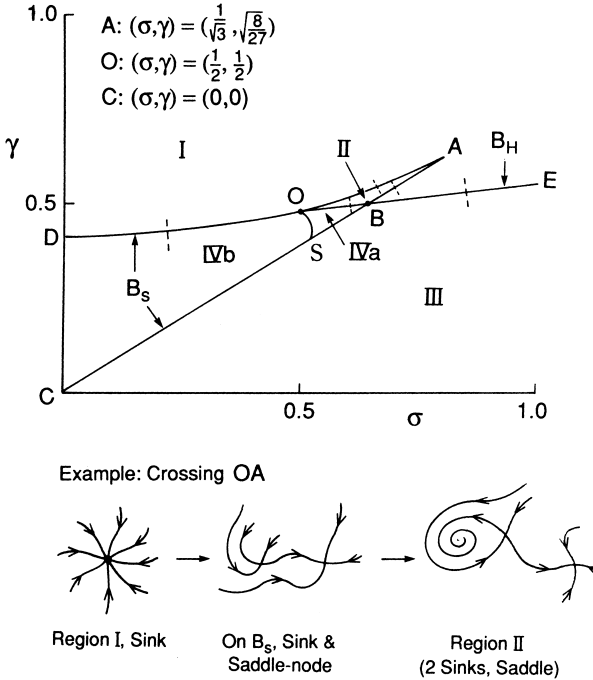 1.0
A: (σ,γ) = (1/√3, √8/27)
O: (σ,γ) = (1/2, 1/2)
C: (σ,γ) = (0,0)
γ
I
II
A
B_H
0.5
O
E
D
B
S
IVb
IVa
B_s
III
C
0.5
σ
1.0
Example: Crossing OA
Region I, Sink
On B_s, Sink &
Saddle-node
Region II
(2 Sinks, Saddle)